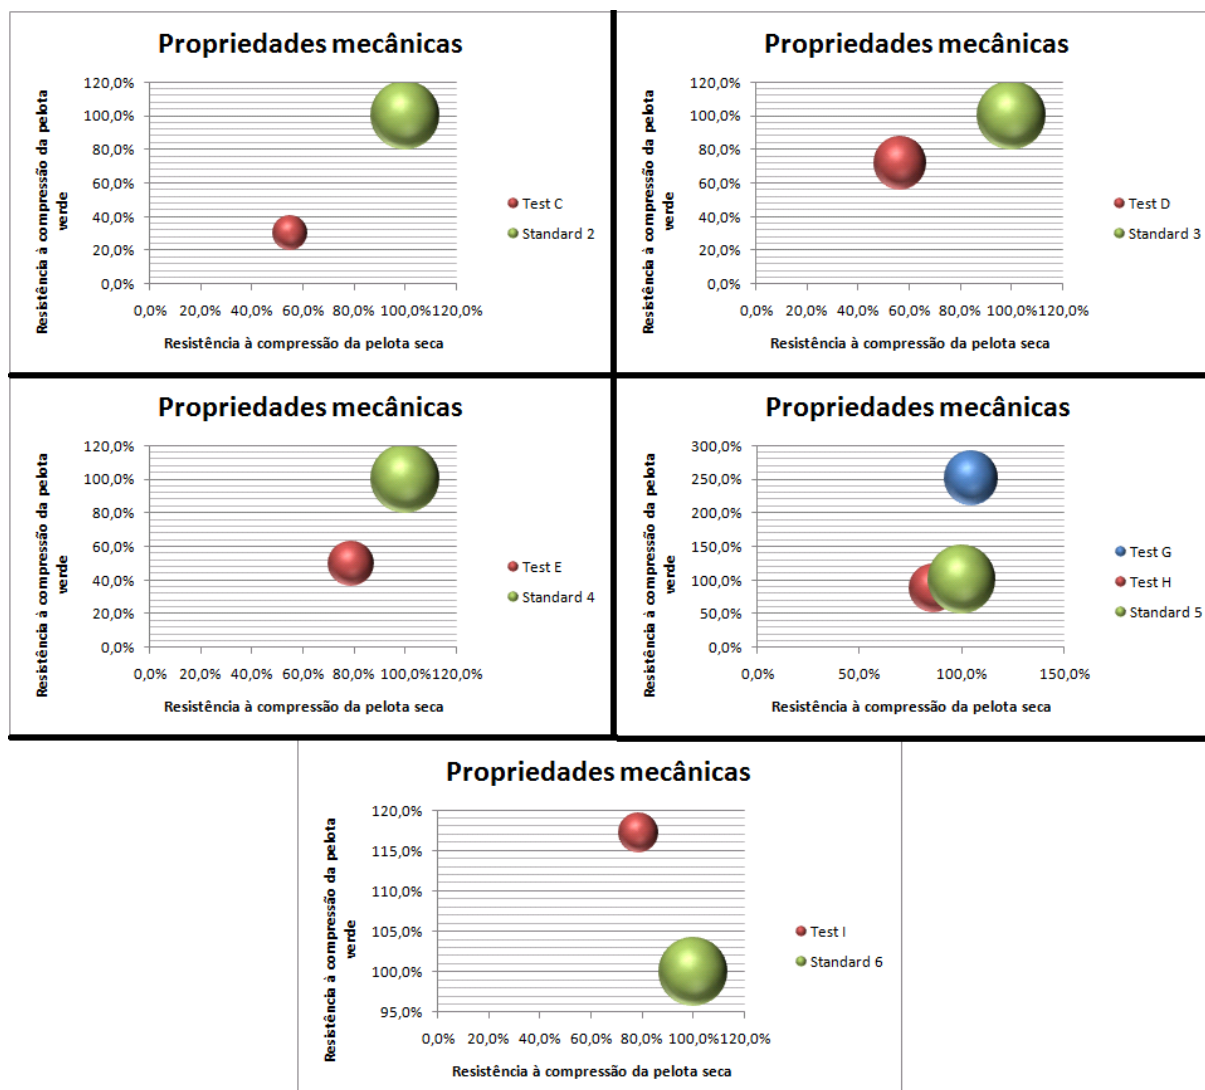 Propriedades mecânicas
Resistência à compressão da pelota
verde
120,0%
100,0%
80,0%
60,0%
40,0%
20,0%
0,0%
0,0% 20,0% 40,0% 60,0% 80,0% 100,0%120,0%
Resistência à compressão da pelota seca
Test C
Standard 2
Propriedades mecânicas
Resistência à compressão da pelota
verde
120,0%
100,0%
80,0%
60,0%
40,0%
20,0%
0,0%
0,0% 20,0% 40,0% 60,0% 80,0% 100,0%120,0%
Resistência à compressão da pelota seca
Test D
Standard 3
Propriedades mecânicas
Resistência à compressão da pelota
verde
120,0%
100,0%
80,0%
60,0%
40,0%
20,0%
0,0%
0,0% 20,0% 40,0% 60,0% 80,0% 100,0%120,0%
Resistência à compressão da pelota seca
Test E
Standard 4
Propriedades mecânicas
Resistência à compressão da pelota
verde
300,0%
250,0%
200,0%
150,0%
100,0%
50,0%
0,0%
0,0% 50,0% 100,0% 150,0%
Resistência à compressão da pelota seca
Test G
Test H
Standard 5
Propriedades mecânicas
Resistência à compressão da pelota
verde
120,0%
115,0%
110,0%
105,0%
100,0%
95,0%
0,0% 20,0% 40,0% 60,0% 80,0% 100,0%120,0%
Resistência à compressão da pelota seca
Test I
Standard 6